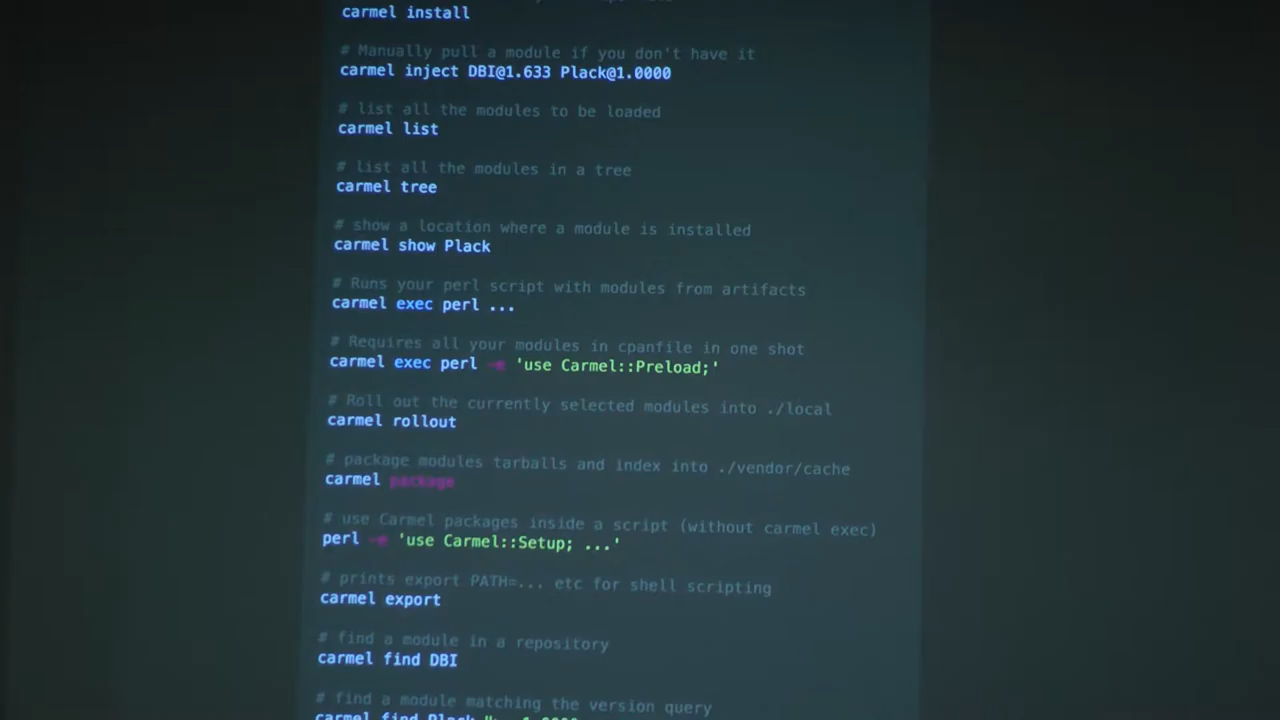 carmel install
# Manually pull a module if you don't have it
carmel inject DBI@1.633 Plack@1.0000
# list all the modules to be loaded
carmel list
# list all the modules in a tree
carmel tree
# show a location where a module is installed
carmel show Plack
# Runs your perl script with modules from artifacts
carmel exec perl ...
# Requires all your modules in cpanfile in one shot
carmel exec perl -e 'use Carmel::Preload;'
# Roll out the currently selected modules into ./local
carmel rollout
# package modules tarballs and index into ./vendor/cache
carmel package
# use Carmel packages inside a script (without carmel exec)
perl -e 'use Carmel::Setup; ...'
# prints export PATH=... etc for shell scripting
carmel export
# find a module in a repository
carmel find DBI
# find a module matching the version query
carmel find Plack